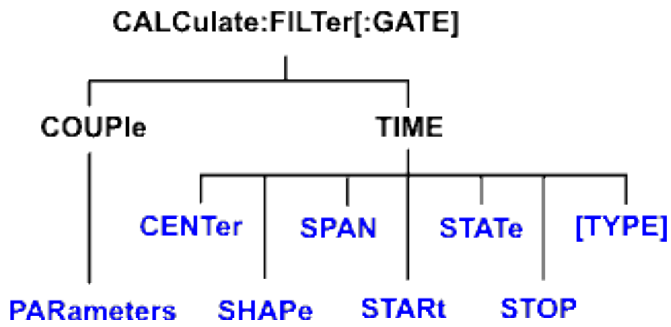 CALCulate:FILTer[:GATE]
COUPle TIME
CENTer SPAN STATe [TYPE]
PARameters SHAPe STARt STOP